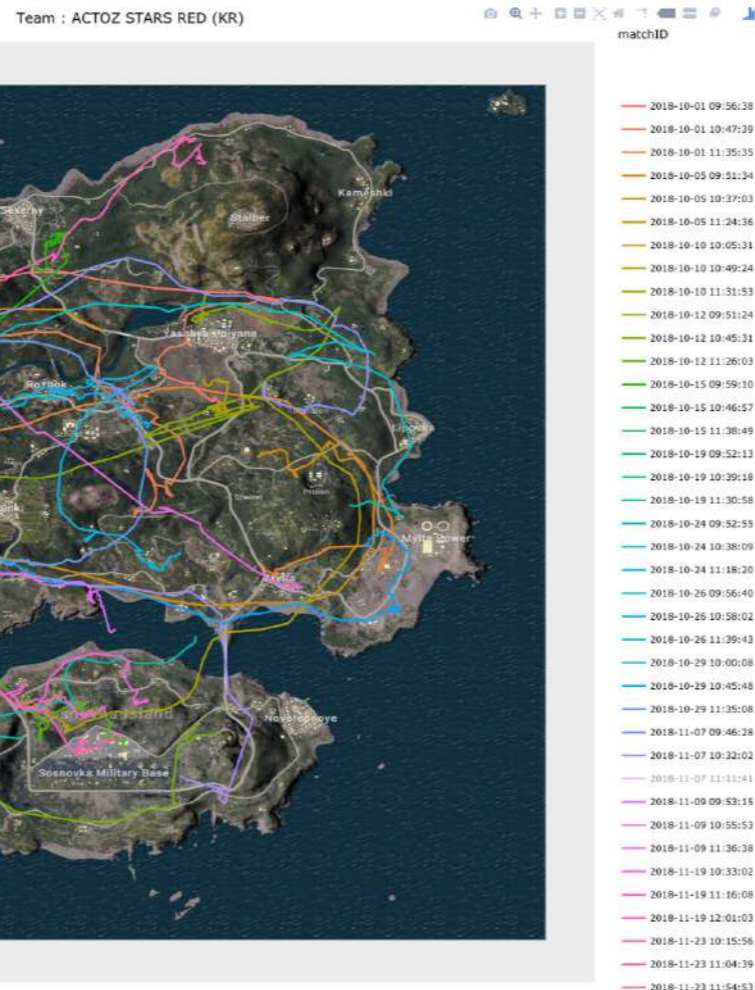 Team : ACTOZ STARS RED (KR)
matchID
2018-10-01 09:56:38
2018-10-01 10:47:39
2018-10-01 11:35:35
2018-10-05 09:51:34
2018-10-05 10:37:03
2018-10-05 11:24:36
2018-10-10 10:05:31
2018-10-10 10:49:24
2018-10-10 11:31:53
2018-10-12 09:51:24
2018-10-12 10:45:31
2018-10-12 11:26:03
2018-10-15 09:59:10
2018-10-15 10:46:57
2018-10-15 11:38:49
2018-10-19 09:52:13
2018-10-19 10:39:18
2018-10-19 11:30:58
2018-10-24 09:52:55
2018-10-24 10:38:09
2018-10-24 11:18:20
2018-10-26 09:56:40
2018-10-26 10:58:02
2018-10-26 11:39:43
2018-10-29 10:00:08
2018-10-29 10:45:48
2018-10-29 11:35:08
2018-11-07 09:46:28
2018-11-07 10:32:02
2018-11-07 11:11:41
2018-11-09 09:53:15
2018-11-09 10:55:53
2018-11-09 11:36:38
2018-11-19 10:33:02
2018-11-19 11:16:08
2018-11-19 12:01:03
2018-11-23 10:15:56
2018-11-23 11:04:39
2018-11-23 11:54:53
Kameshki
Severny
Stalber
Yasnaya Polyana
Rozhok
Mansion
Lipovka
Shelter
Prison
Mylta Power
Mylta
Sosnovka Island
Novorepnoye
Sosnovka Military Base